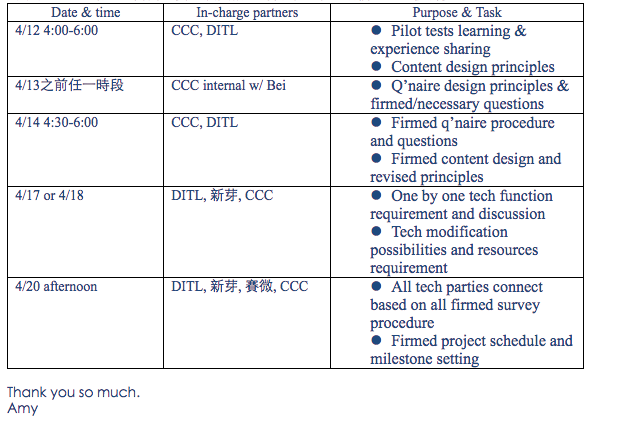 Date & time In-charge partners Purpose & Task
4/12 4:00-6:00 CCC, DITL ● Pilot tests learning &
experience sharing
● Content design principles
4/13之前任一時段 CCC internal w/ Bei ● Q'naire design principles &
firmed/necessary questions
4/14 4:30-6:00 CCC, DITL ● Firmed q'naire procedure
and questions
● Firmed content design and
revised principles
4/17 or 4/18 DITL, 新芽, CCC ● One by one tech function
requirement and discussion
● Tech modification
possibilities and resources
requirement
4/20 afternoon DITL, 新芽, 賽微, CCC ● All tech parties connect
based on all firmed survey
procedure
● Firmed project schedule and
milestone setting
Thank you so much.
Amy